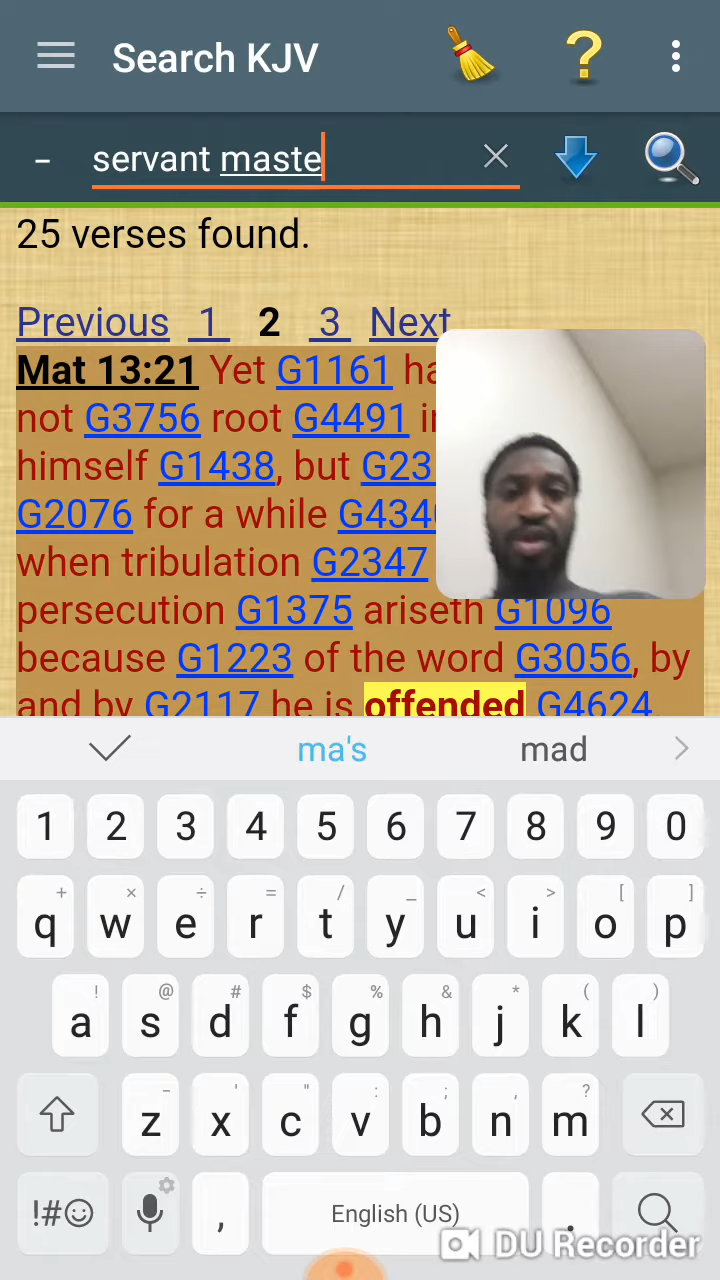 Search KJV
servant maste
25 verses found.
Previous 1 2 3 Next
Mat 13:21 Yet G1161 ha
not G3756 root G4491 i
himself G1438, but G23
G2076 for a while G434
when tribulation G2347
persecution G1375 ariseth G1096
because G1223 of the word G3056, by
and by G2117 he is offended G4624,
ma's mad
1 2 3 4 5 6 7 8 9 0
+ × ÷ = / _ < > [ ]
q w e r t y u i o p
! @ # $ % & * ( )
a s d f g h j k l
- ' " : ; , ?
z x c v b n m
!#☺ , English (US) .
DU Recorder